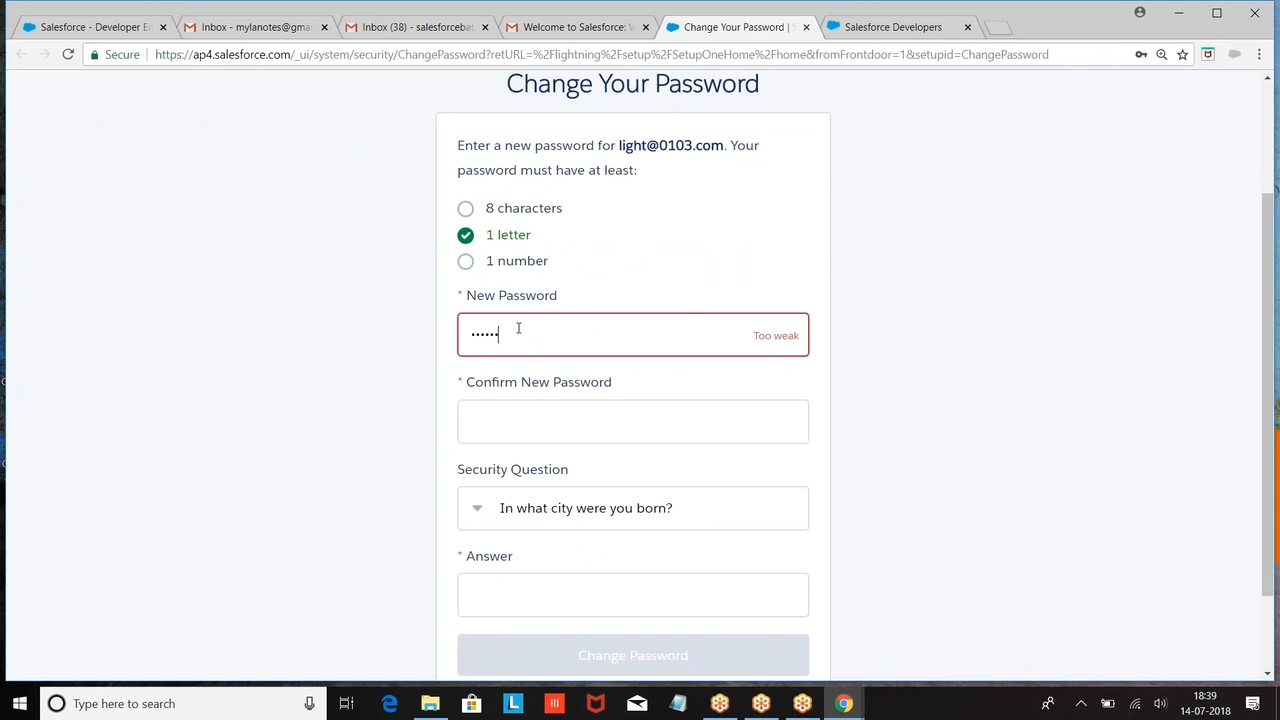 Salesforce - Developer Ed
Inbox - mylanotes@gma
Inbox (38) - salesforcebat
Welcome to Salesforce: V
Change Your Password | S
Salesforce Developers
Secure
https://ap4.salesforce.com/_ui/system/security/ChangePassword?retURL=%2Flightning%2Fsetup%2FSetupOneHome%2Fhome&fromFrontdoor=1&setupid=ChangePassword
Change Your Password
Enter a new password for light@0103.com. Your
password must have at least:
8 characters
1 letter
1 number
* New Password
••••••
Too weak
* Confirm New Password
Security Question
In what city were you born?
* Answer
Change Password
Type here to search
18:39
14-07-2018